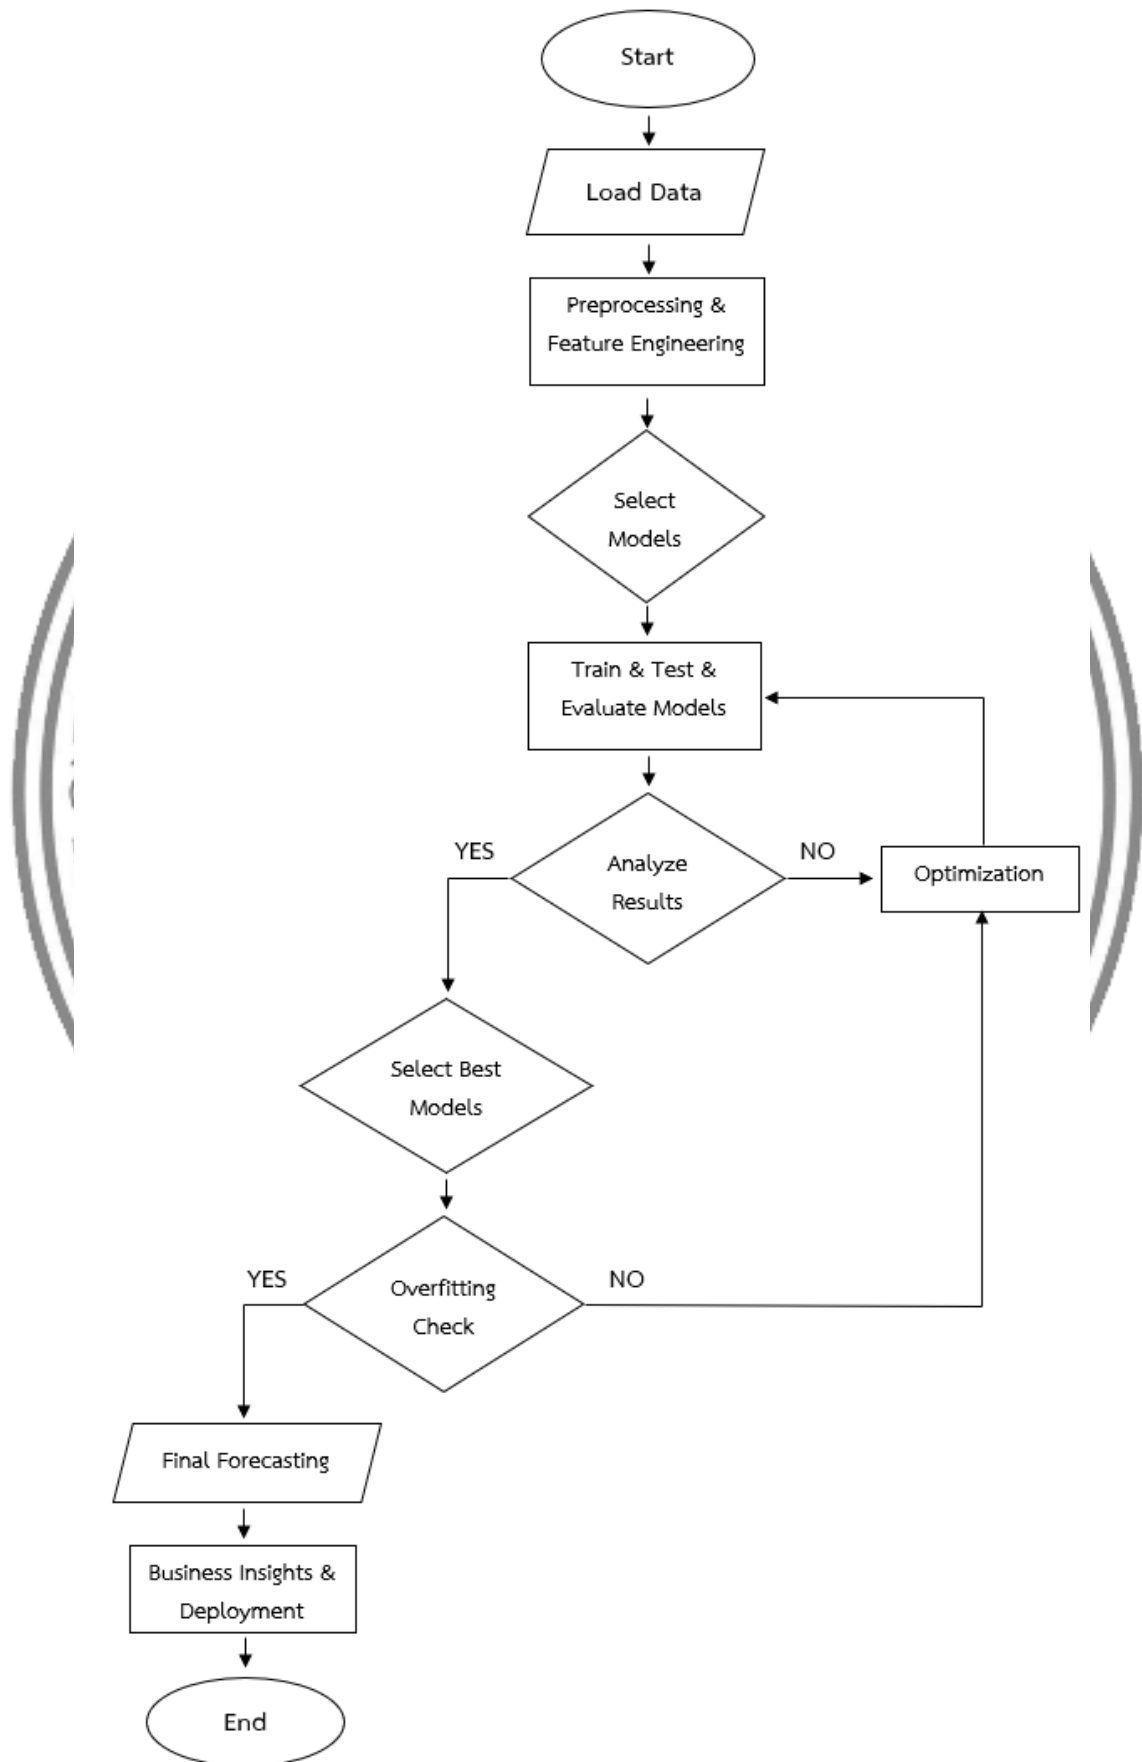 Start
Load Data
Preprocessing &
Feature Engineering
Select
Models
Train & Test &
Evaluate Models
YES
Analyze
Results
NO
Optimization
Select Best
Models
YES
Overfitting
Check
NO
Final Forecasting
Business Insights &
Deployment
End